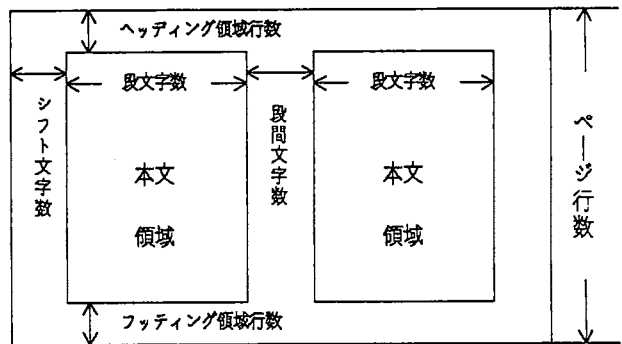 ヘッディング領域行数
段文字数
段文字数
シフト文字数
段間文字数
ページ行数
本文
領域
本文
領域
フッティング領域行数